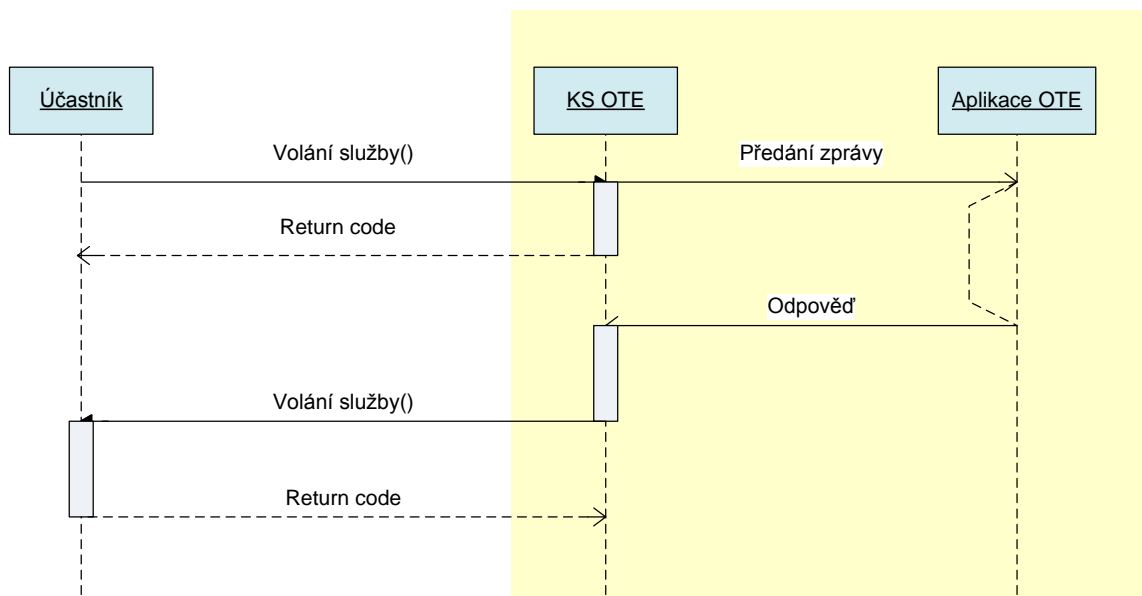 Účastník
KS OTE
Aplikace OTE
Volání služby()
Předání zprávy
Return code
Odpověď
Volání služby()
Return code